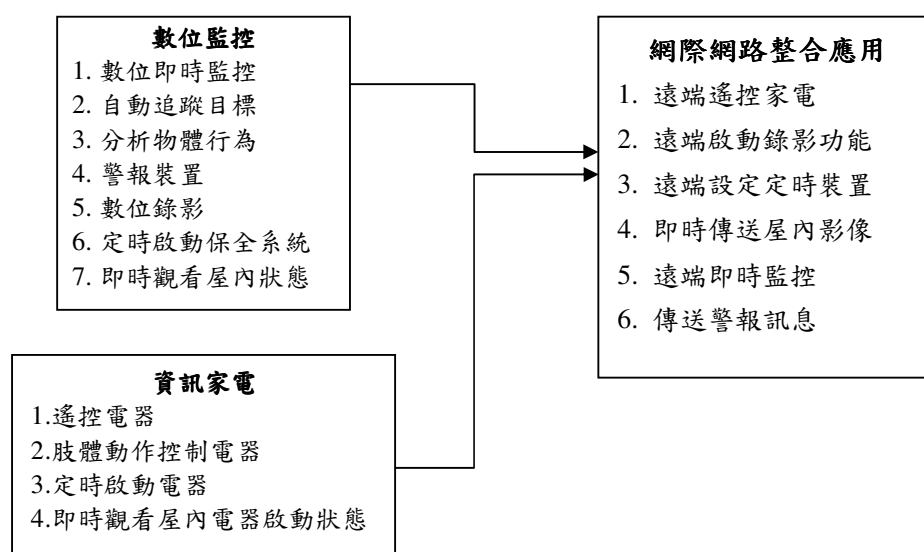 數位監控
1. 數位即時監控
2. 自動追蹤目標
3. 分析物體行為
4. 警報裝置
5. 數位錄影
6. 定時啟動保全系統
7. 即時觀看屋內狀態
資訊家電
1.遙控電器
2.肢體動作控制電器
3.定時啟動電器
4.即時觀看屋內電器啟動狀態
網際網路整合應用
1. 遠端遙控家電
2. 遠端啟動錄影功能
3. 遠端設定定時裝置
4. 即時傳送屋內影像
5. 遠端即時監控
6. 傳送警報訊息